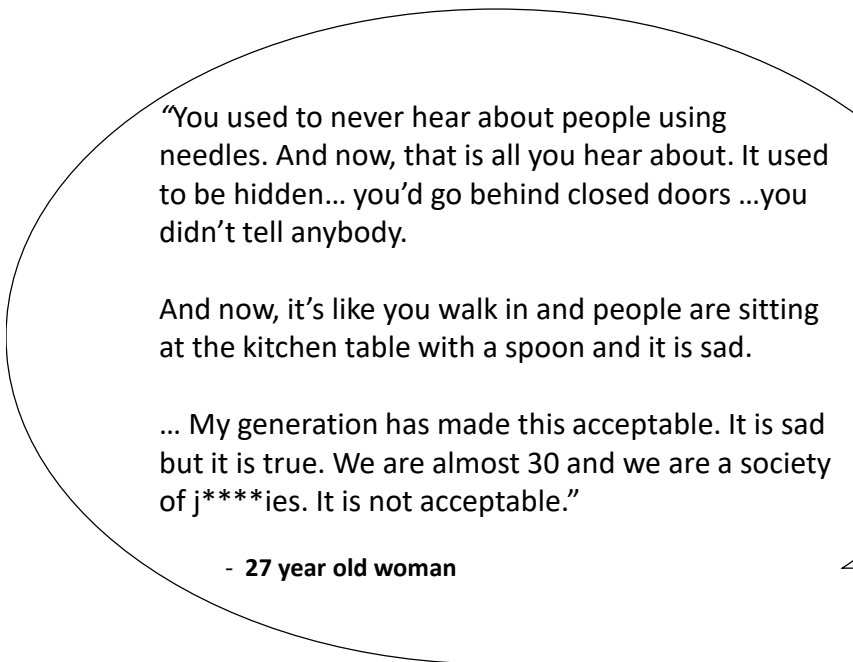 “You used to never hear about people using
needles. And now, that is all you hear about. It used
to be hidden… you’d go behind closed doors …you
didn’t tell anybody.
And now, it’s like you walk in and people are sitting
at the kitchen table with a spoon and it is sad.
… My generation has made this acceptable. It is sad
but it is true. We are almost 30 and we are a society
of j****ies. It is not acceptable.”
- 27 year old woman